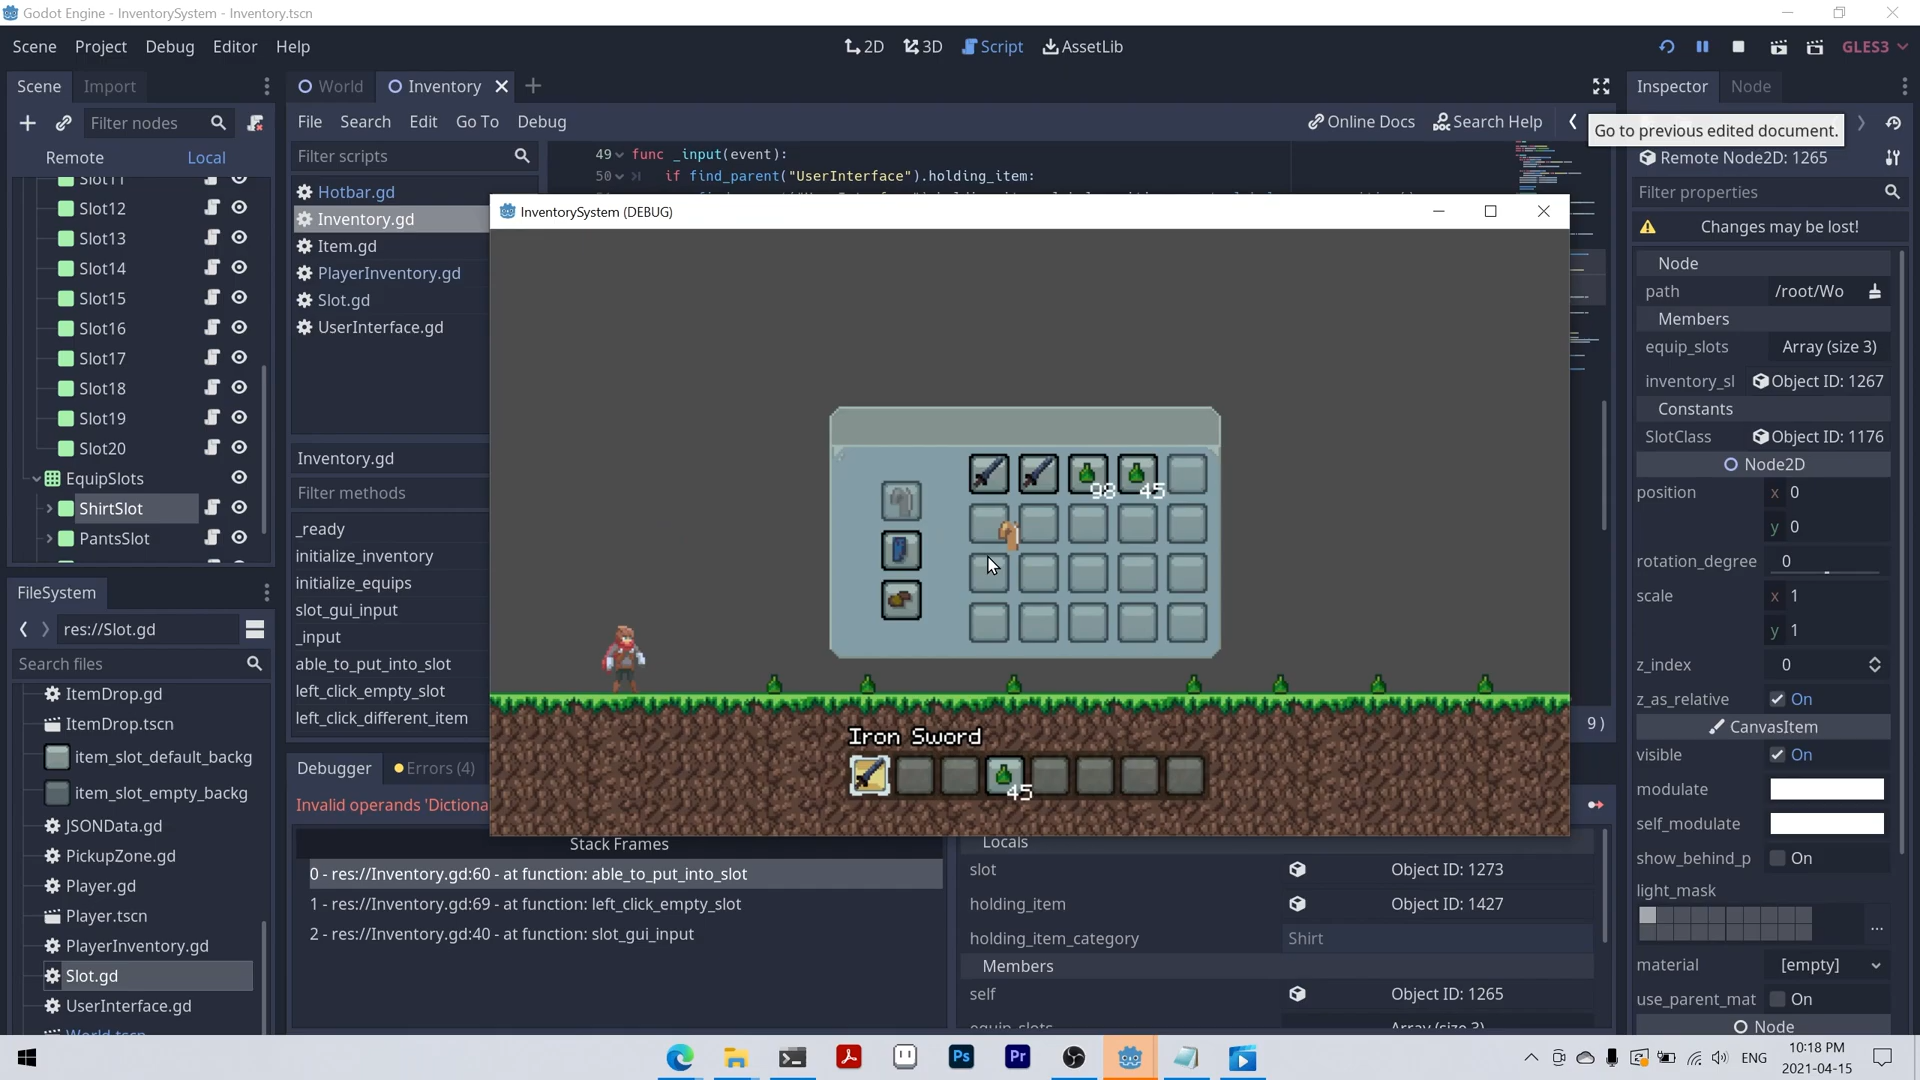 Godot Engine - InventorySystem - Inventory.tscn
Scene Project Debug Editor Help
2D 3D Script AssetLib
GLES3
Scene Import
World Inventory
Inspector Node
Filter nodes
File Search Edit Go To Debug
Online Docs Search Help
Go to previous edited document.
Remote Local
Filter scripts
49 func _input(event):
50 if find_parent("UserInterface").holding_item:
Remote Node2D: 1265
Filter properties
Changes may be lost!
Slot11
Slot12
Slot13
Slot14
Slot15
Slot16
Slot17
Slot18
Slot19
Slot20
EquipSlots
ShirtSlot
PantsSlot
Hotbar.gd
Inventory.gd
Item.gd
PlayerInventory.gd
Slot.gd
UserInterface.gd
Inventory.gd
Filter methods
_ready
initialize_inventory
initialize_equips
slot_gui_input
_input
able_to_put_into_slot
left_click_empty_slot
left_click_different_item
InventorySystem (DEBUG)
98 45
Iron Sword
45
9)
Node
path /root/Wo
Members
equip_slots Array (size 3)
inventory_sl Object ID: 1267
Constants
SlotClass Object ID: 1176
Node2D
position x 0
y 0
rotation_degree 0
scale x 1
y 1
z_index 0
z_as_relative On
CanvasItem
visible On
modulate
self_modulate
show_behind_p On
light_mask
...
material [empty]
use_parent_mat On
Node
FileSystem
res://Slot.gd
Search files
ItemDrop.gd
ItemDrop.tscn
item_slot_default_backg
item_slot_empty_backg
JSONData.gd
PickupZone.gd
Player.gd
Player.tscn
PlayerInventory.gd
Slot.gd
UserInterface.gd
World.tscn
Debugger Errors (4)
Invalid operands 'Dictiona
Stack Frames
0 - res://Inventory.gd:60 - at function: able_to_put_into_slot
1 - res://Inventory.gd:69 - at function: left_click_empty_slot
2 - res://Inventory.gd:40 - at function: slot_gui_input
Locals
slot Object ID: 1273
holding_item Object ID: 1427
holding_item_category Shirt
Members
self Object ID: 1265
equip_slots Array (size 3)
Ps Pr
ENG
10:18 PM
2021-04-15